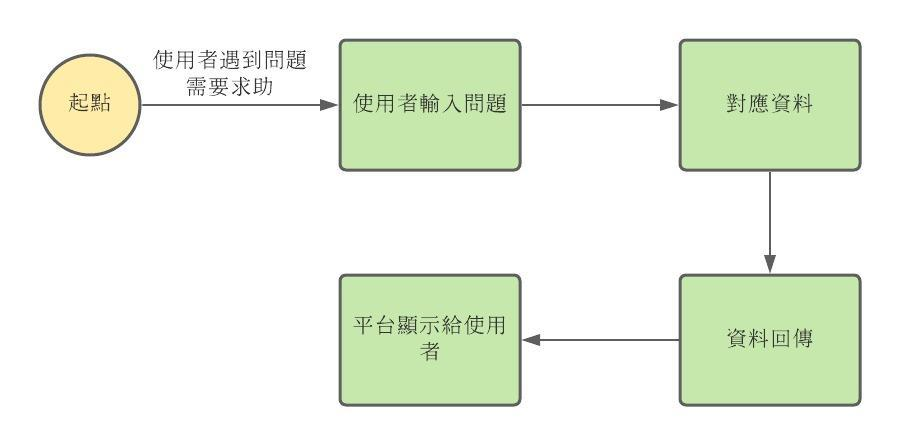 起點
使用者遇到問題
需要求助
使用者輸入問題
對應資料
平台顯示給使用
者
資料回傳